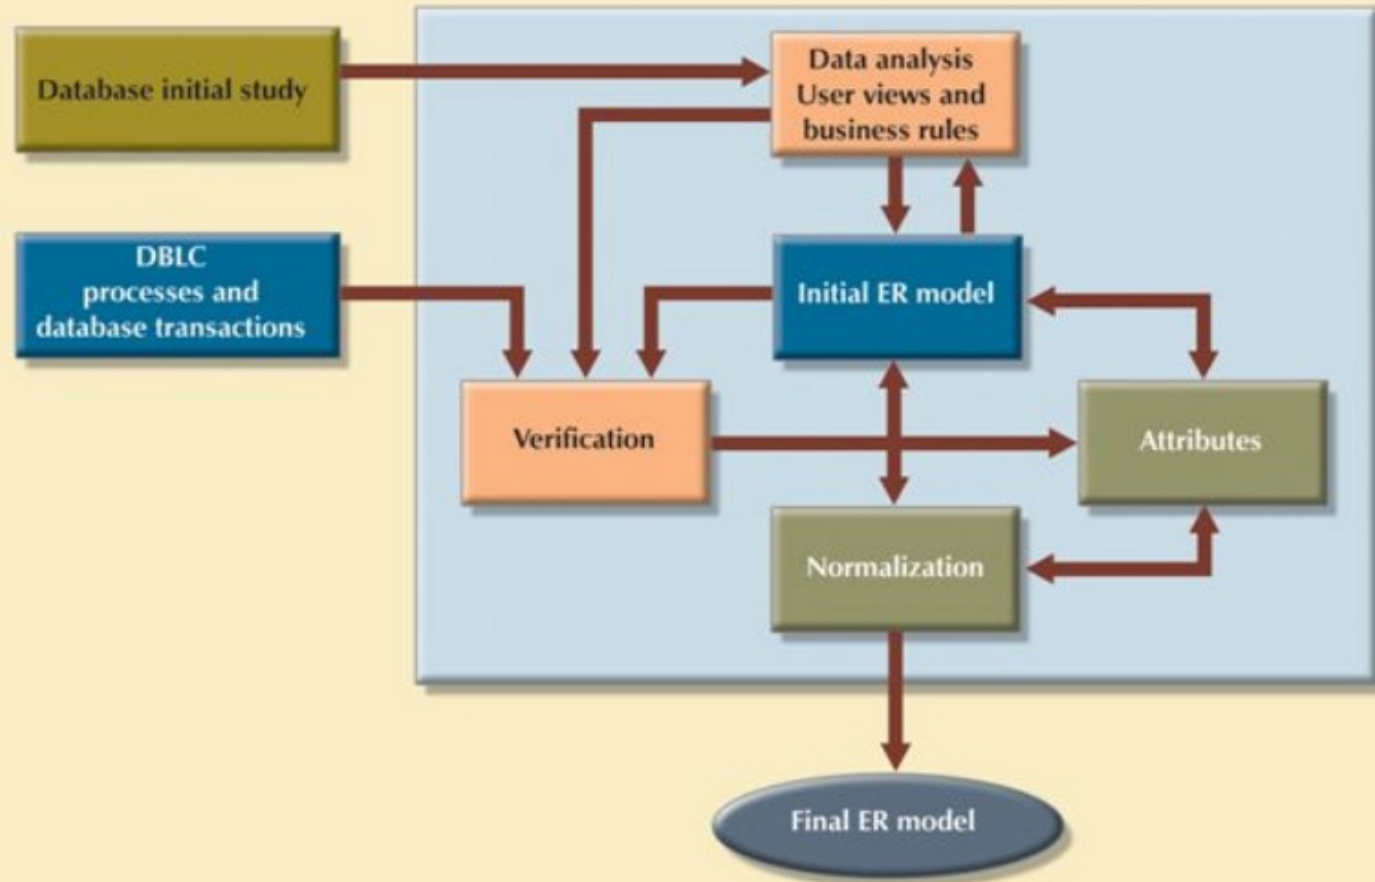 Database initial study
Data analysis
User views and
business rules
DBLC
processes and
database transactions
Initial ER model
Verification
Attributes
Normalization
Final ER model